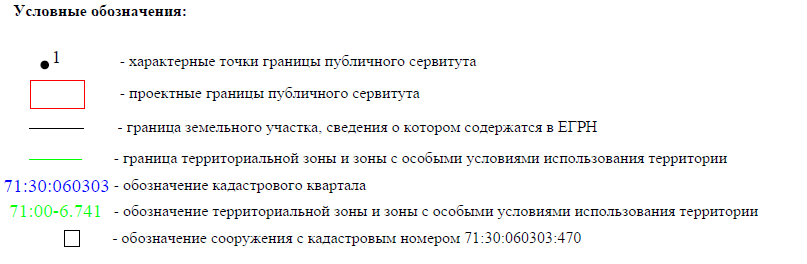 Условные обозначения:
1 - характерные точки границы публичного сервитута
- проектные границы публичного сервитута
- граница земельного участка, сведения о котором содержатся в ЕГРН
- граница территориальной зоны и зоны с особыми условиями использования территории
71:30:060303 - обозначение кадастрового квартала
71:00-6.741 - обозначение территориальной зоны и зоны с особыми условиями использования территории
- обозначение сооружения с кадастровым номером 71:30:060303:470